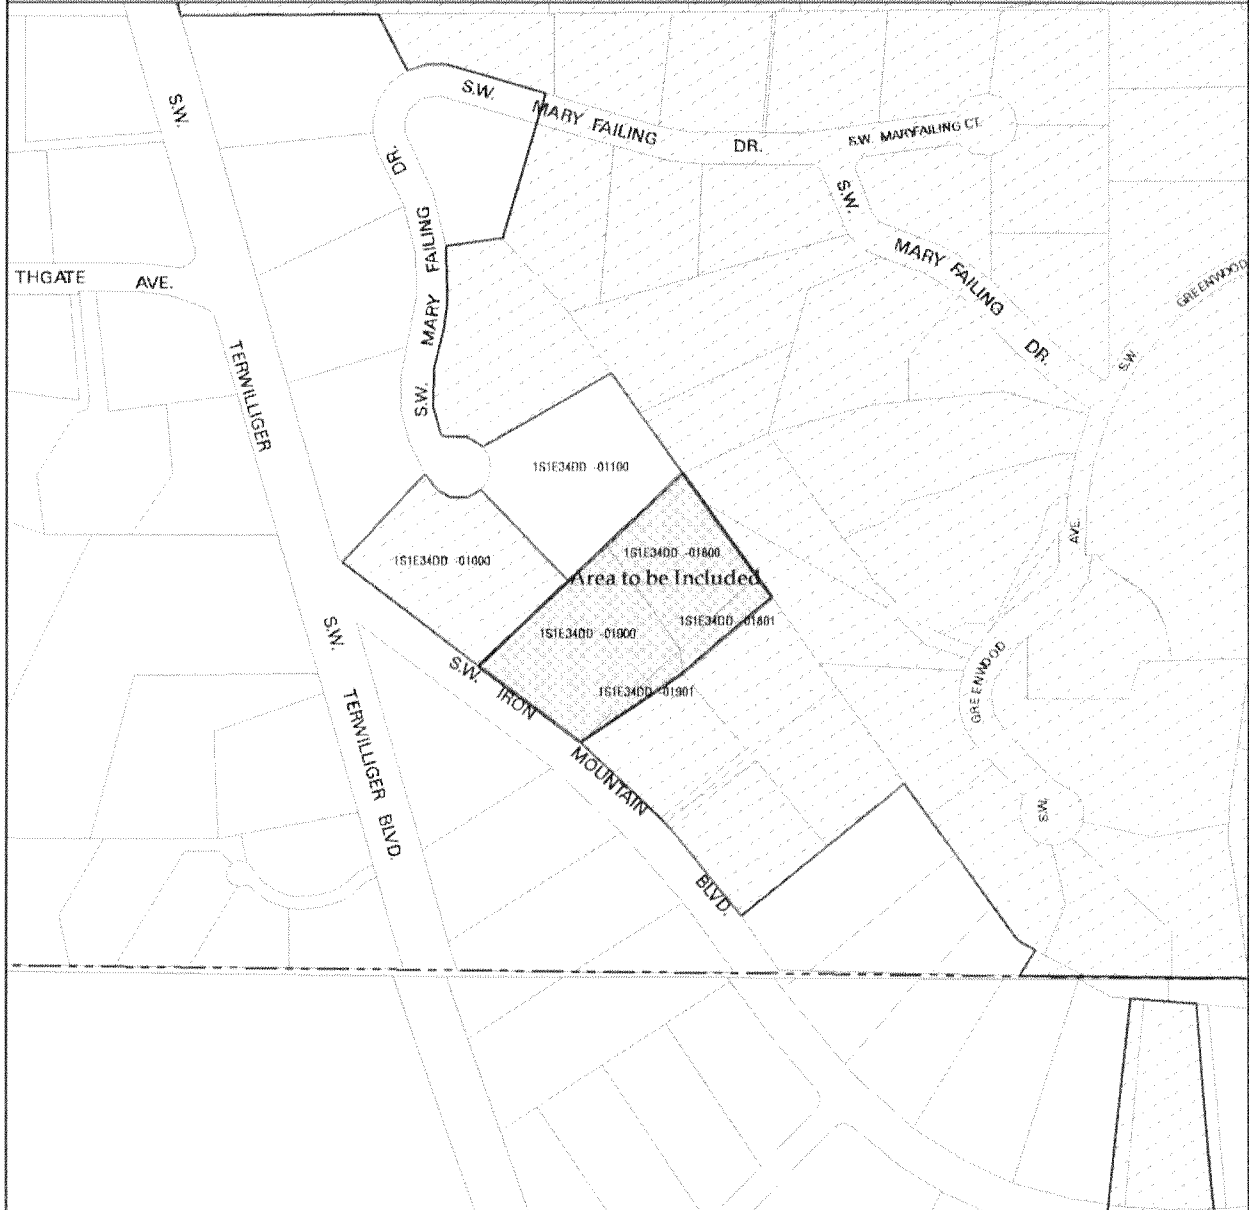 S.W.
S.W.
MARY FAILING
DR.
S.W. MARYFAILING CT.
DR.
S.W.
MARY FAILING
DR.
GREENWOOD
S.W.
THGATE
AVE.
S.W. MARY FAILING
TERWILLIGER
1S1E34DD -01100
1S1E34DD -01000
1S1E34DD -01800
Area to be Included
1S1E34DD -01801
1S1E34DD -01900
1S1E34DD -01901
AVE.
S.W.
TERWILLIGER BLVD.
S.W. IRON
MOUNTAIN
BLVD.
GREENWOOD
S.W.